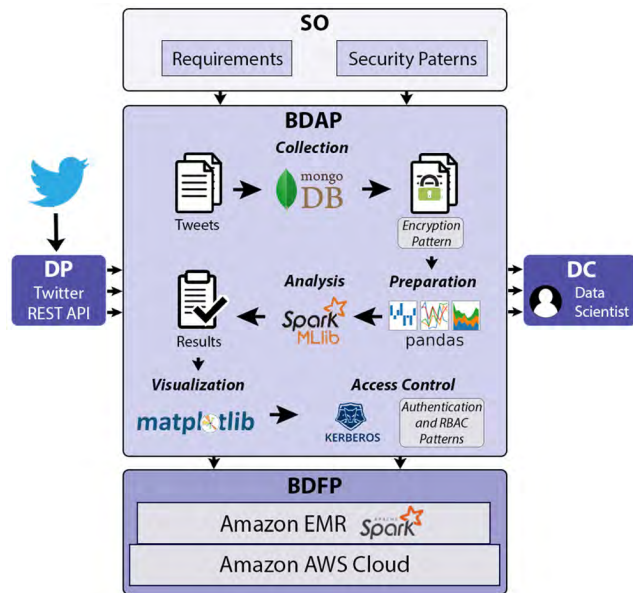 SO
Requirements
Security Paterns
BDAP
Collection
mongo
DB
Tweets
Encryption
Pattern
DP
Twitter
REST API
DC
Data
Scientist
Analysis
Preparation
Results
Spark
MLlib
pandas
Visualization
Access Control
matplotlib
KERBEROS
Authentication
and RBAC
Patterns
BDFP
Amazon EMR
APACHE
Spark
Amazon AWS Cloud